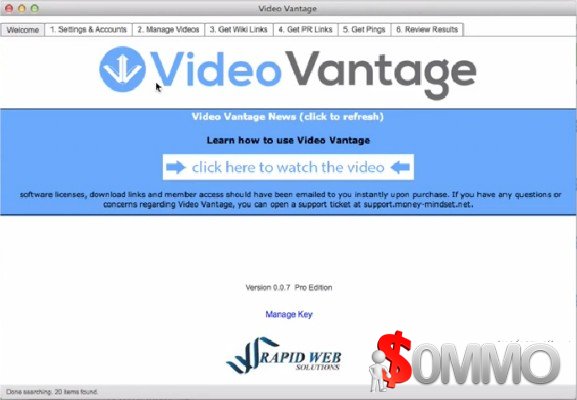 Video Vantage
Welcome
1. Settings & Accounts
2. Manage Videos
3. Get Wiki Links
4. Get PR Links
5. Get Pings
6. Review Results
Video Vantage
Video Vantage News (click to refresh)
Learn how to use Video Vantage
click here to watch the video
software licenses, download links and member access should have been emailed to you instantly upon purchase. If you have any questions or
concerns regarding Video Vantage, you can open a support ticket at support.money-mindset.net.
Version 0.0.7 Pro Edition
Manage Key
RAPID WEB
SOLUTIONS
$OMMO
Done searching, 20 items found.